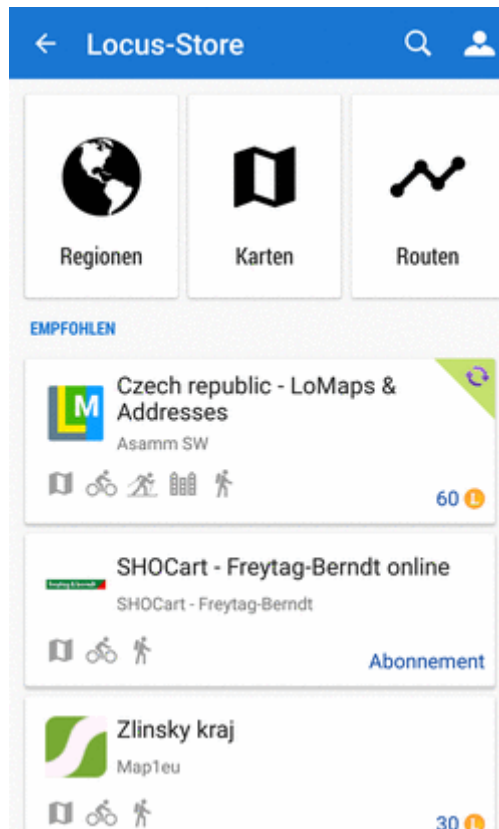 Locus-Store
Regionen
Karten
Routen
EMPFOHLEN
Czech republic - LoMaps &
Addresses
Asamm SW
60
SHOCart - Freytag-Berndt online
SHOCart - Freytag-Berndt
Abonnement
Zlinsky kraj
Map1eu
30